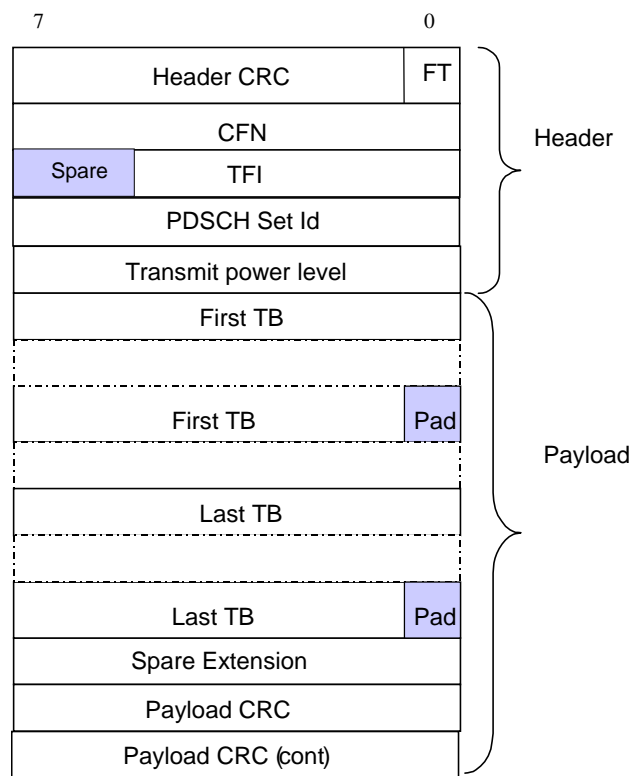 7 0
Header CRC FT
CFN
Spare TFI
PDSCH Set Id
Transmit power level
Header
First TB
First TB Pad
Payload
Last TB
Last TB Pad
Spare Extension
Payload CRC
Payload CRC (cont)